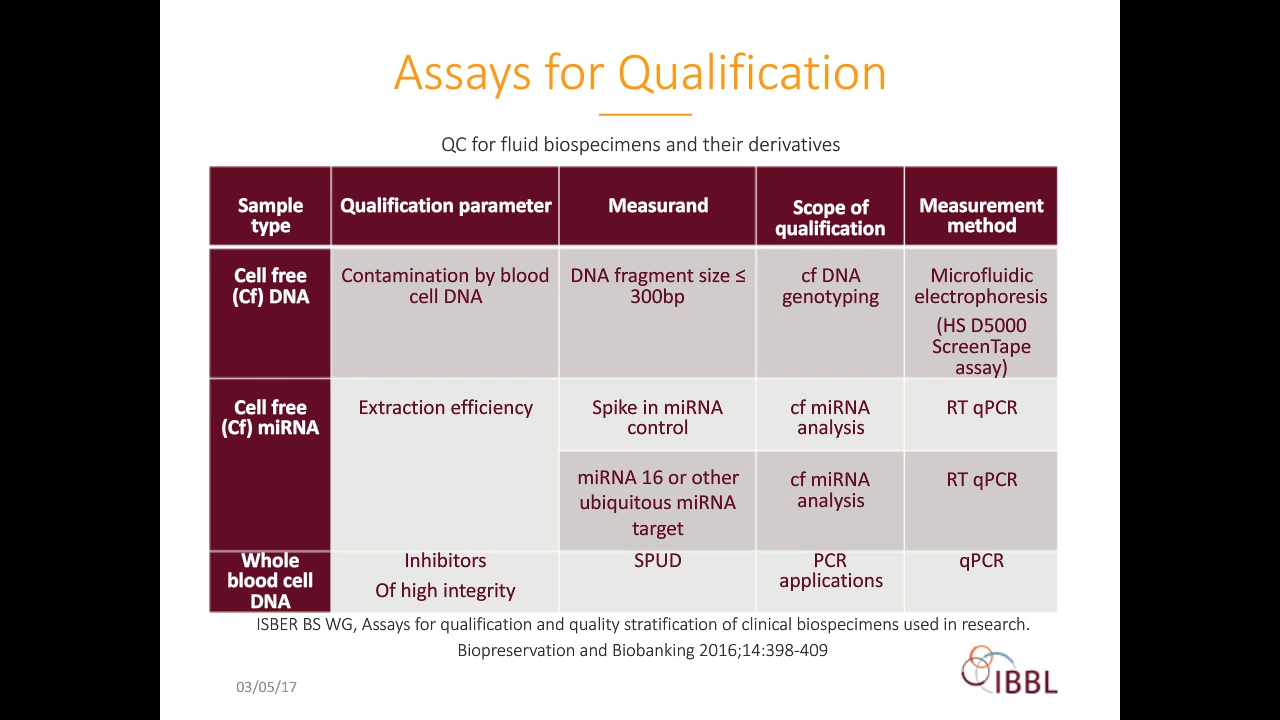 Assays for Qualification
QC for fluid biospecimens and their derivatives
Sample
type
Qualification parameter
Measurand
Scope of
qualification
Measurement
method
Cell free
(Cf) DNA
Contamination by blood
cell DNA
DNA fragment size ≤
300bp
cf DNA
genotyping
Microfluidic
electrophoresis
(HS D5000
ScreenTape
assay)
Cell free
(Cf) miRNA
Extraction efficiency
Spike in miRNA
control
cf miRNA
analysis
RT qPCR
miRNA 16 or other
ubiquitous miRNA
target
cf miRNA
analysis
RT qPCR
Whole
blood cell
DNA
Inhibitors
Of high integrity
SPUD
PCR
applications
qPCR
ISBER BS WG, Assays for qualification and quality stratification of clinical biospecimens used in research.
Biopreservation and Biobanking 2016;14:398-409
03/05/17
IBBL